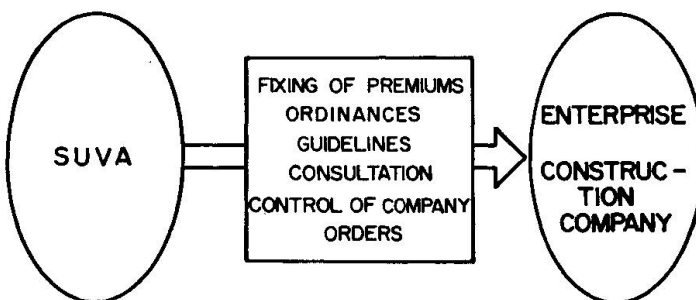 SUVA
FIXING OF PREMIUMS
ORDINANCES
GUIDELINES
CONSULTATION
CONTROL OF COMPANY
ORDERS
ENTERPRISE
CONSTRUC-
TION
COMPANY